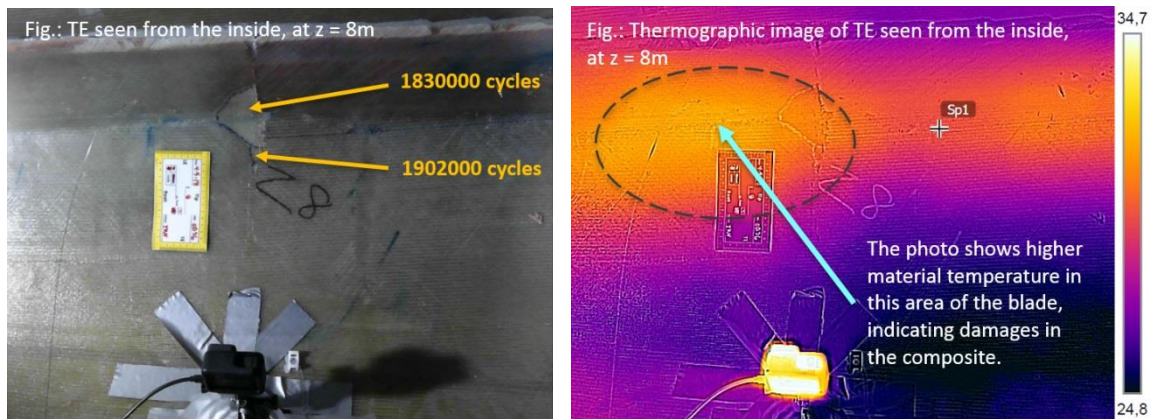 Fig.: TE seen from the inside, at z = 8m
1830000 cycles
1902000 cycles
N8
Fig.: Thermographic image of TE seen from the inside,
at z = 8m
Sp1
The photo shows higher
material temperature in
this area of the blade,
indicating damages in
the composite.
34,7
24,8